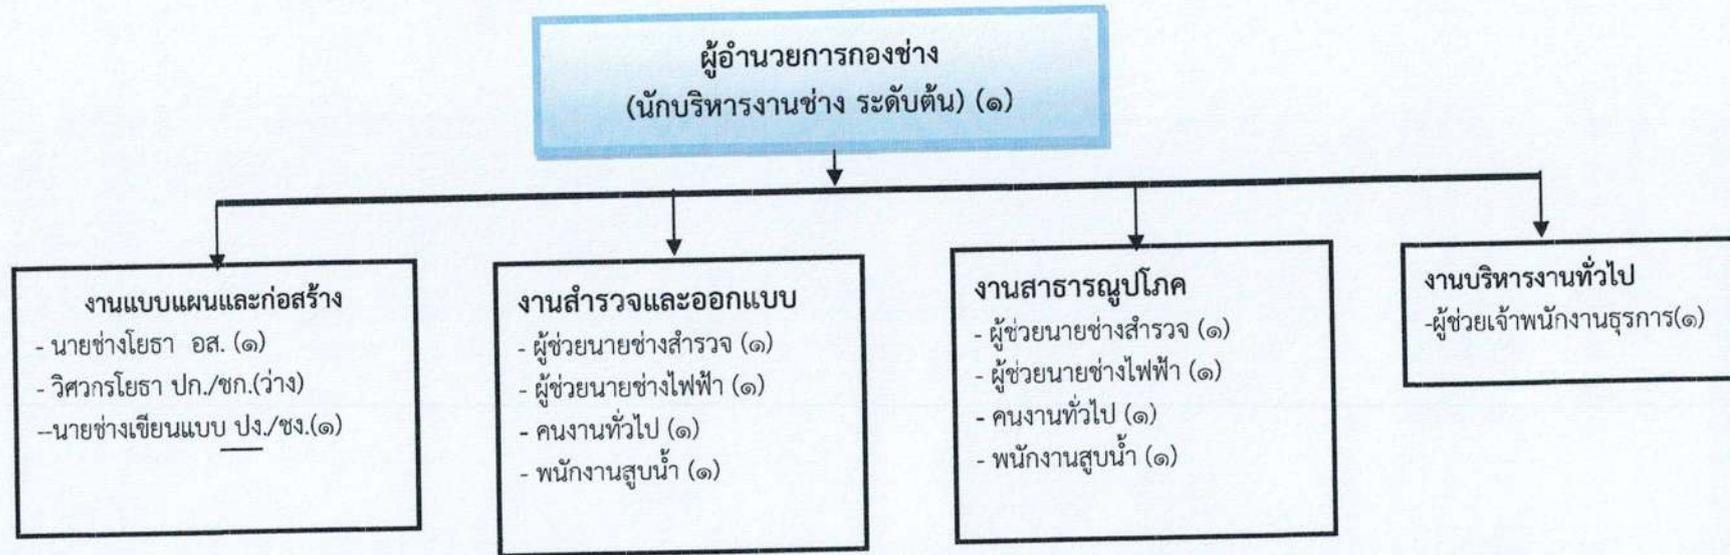 ผู้อำนวยการกองช่าง
(นักบริหารงานช่าง ระดับต้น) (๑)
งานแบบแผนและก่อสร้าง
- นายช่างโยธา อส. (๑)
- วิศวกรโยธา ปก./ชก.(ว่าง)
--นายช่างเขียนแบบ ปง./ชง.(๑)
งานสำรวจและออกแบบ
- ผู้ช่วยนายช่างสำรวจ (๑)
- ผู้ช่วยนายช่างไฟฟ้า (๑)
- คนงานทั่วไป (๑)
- พนักงานสูบน้ำ (๑)
งานสาธารณูปโภค
- ผู้ช่วยนายช่างสำรวจ (๑)
- ผู้ช่วยนายช่างไฟฟ้า (๑)
- คนงานทั่วไป (๑)
- พนักงานสูบน้ำ (๑)
งานบริหารงานทั่วไป
-ผู้ช่วยเจ้าพนักงานธุรการ(๑)